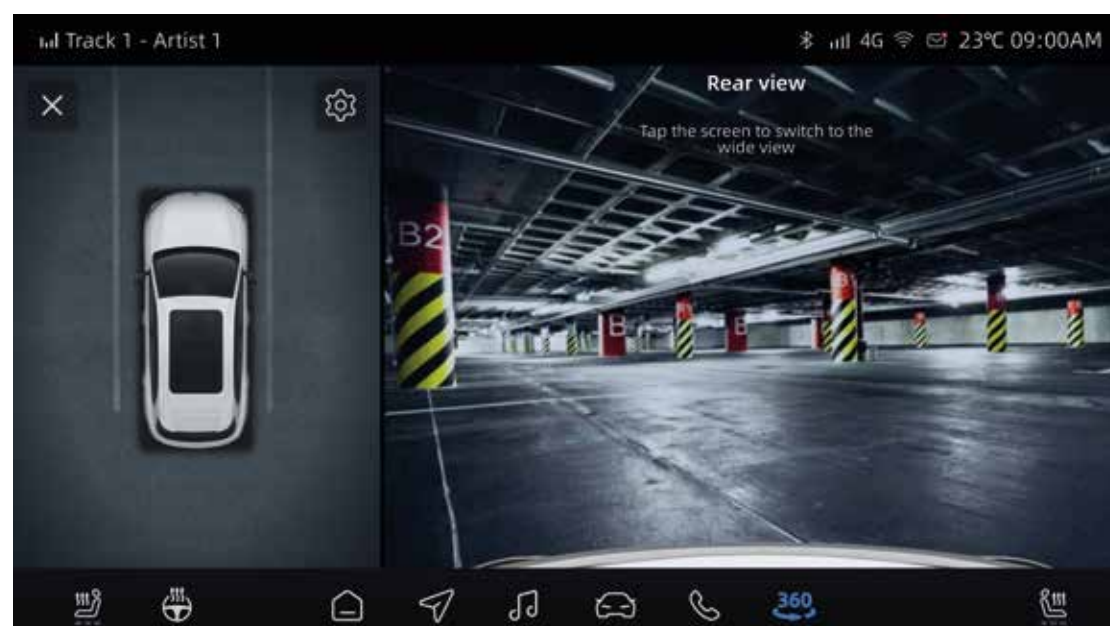 Track 1 - Artist 1
4G 23℃ 09:00AM
Rear view
Tap the screen to switch to the
wide view
B2
B
B
B
360